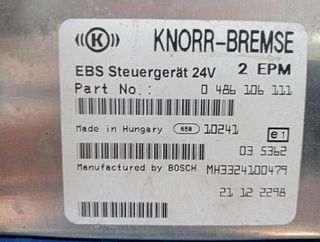 ((K)) KNORR-BREMSE
EBS Steuergerät 24V 2 EPM
Part No.: 0 486 106 111
Made in Hungary 658 10241 e1
03 5362
Manufactured by BOSCH MH3324100479
21 12 2298